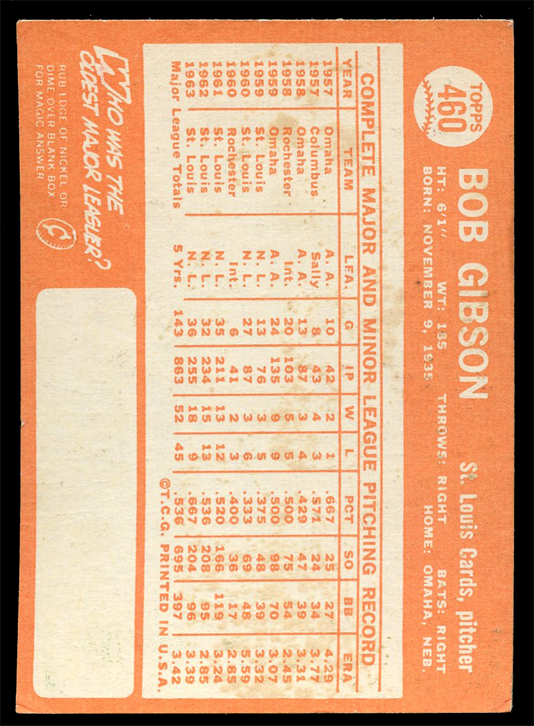 TOPPS
460
BOB GIBSON St. Louis Cards, pitcher
HT: 6'1" WT: 185 THROWS: RIGHT BATS: RIGHT
BORN: NOVEMBER 9, 1935 HOME: OMAHA, NEB.
COMPLETE MAJOR AND MINOR LEAGUE PITCHING RECORD
YEAR TEAM LEA. G IP W L PCT SO BB ERA
1957 Omaha A. A. 10 42 2 1 .667 25 27 4.29
1957 Columbus Sally 8 43 4 3 .571 24 34 3.77
1958 Omaha A. A. 13 87 3 4 .429 47 39 3.31
1958 Rochester Int. 20 103 5 5 .500 75 54 2.45
1959 Omaha A. A. 24 135 9 9 .500 98 70 3.07
1959 St. Louis N. L. 13 76 3 5 .375 48 39 3.32
1960 St. Louis N. L. 27 87 3 6 .333 69 48 5.59
1960 Rochester Int. 6 41 2 3 .400 36 17 2.85
1961 St. Louis N. L. 35 211 13 12 .520 166 119 3.24
1962 St. Louis N. L. 32 234 15 13 .536 208 95 2.85
1963 St. Louis N. L. 36 255 18 9 .667 204 96 3.39
Major League Totals 5 Yrs. 143 863 52 45 .536 695 397 3.42
©T.C.G. PRINTED IN U.S.A.
WHO WAS THE
OLDEST MAJOR LEAGUER?
RUB EDGE OF NICKEL OR
DIME OVER BLANK BOX
FOR MAGIC ANSWER